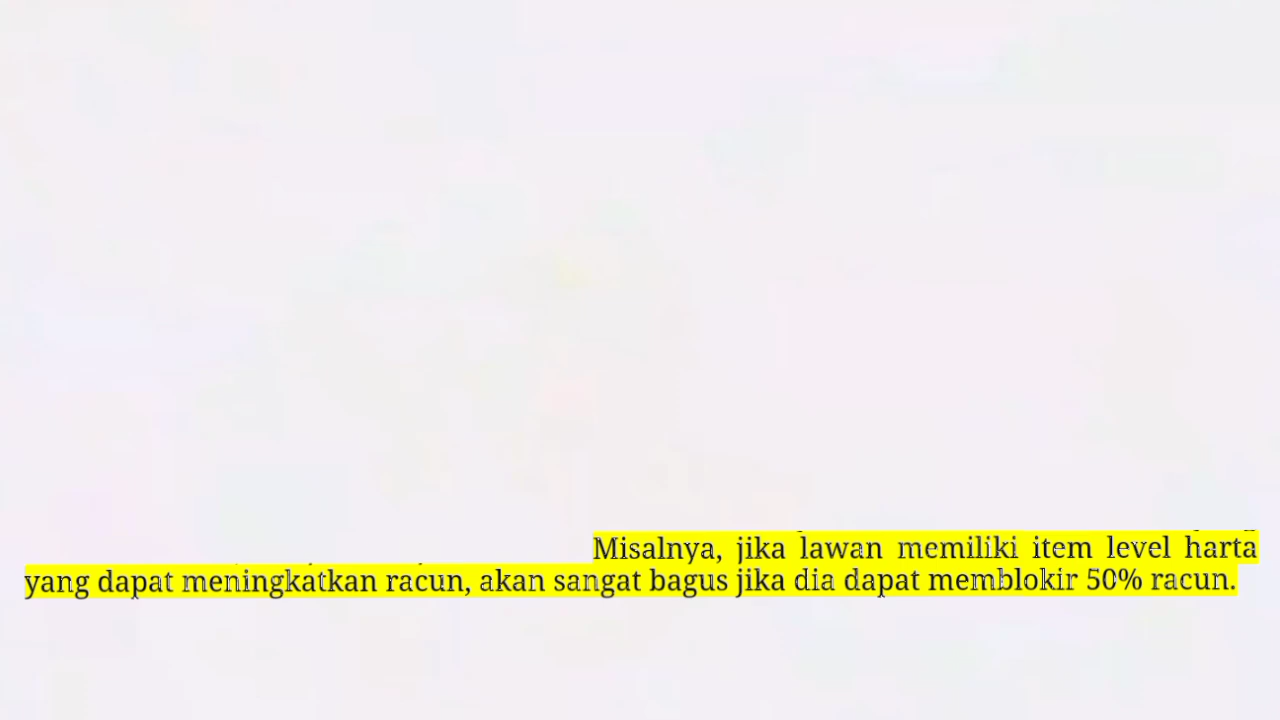 Misalnya, jika lawan memiliki item level harta
yang dapat meningkatkan racun, akan sangat bagus jika dia dapat memblokir 50% racun.